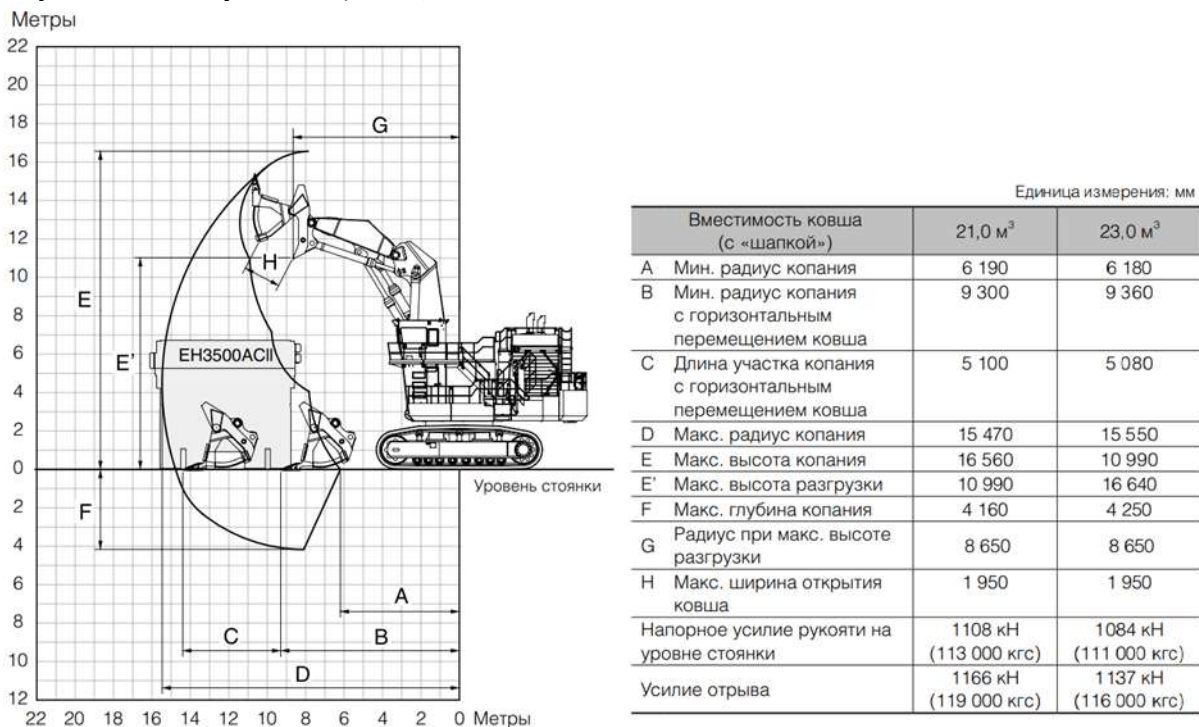 Метры
22
20
18
16
14
12
10
8
6
4
2
0
2
4
6
8
10
12
22 20 18 16 14 12 10 8 6 4 2 0 Метры
G
H
E
E'
EH3500ACII
Уровень стоянки
F
A
C B
D
Единица измерения: мм
Вместимость ковша 21,0 м³ 23,0 м³
(с «шапкой»)
A Мин. радиус копания 6 190 6 180
B Мин. радиус копания 9 300 9 360
с горизонтальным
перемещением ковша
C Длина участка копания 5 100 5 080
с горизонтальным
перемещением ковша
D Макс. радиус копания 15 470 15 550
E Макс. высота копания 16 560 10 990
E' Макс. высота разгрузки 10 990 16 640
F Макс. глубина копания 4 160 4 250
G Радиус при макс. высоте 8 650 8 650
разгрузки
H Макс. ширина открытия 1 950 1 950
ковша
Напорное усилие рукояти на 1108 кН 1084 кН
уровне стоянки (113 000 кгс) (111 000 кгс)
Усилие отрыва 1166 кН 1137 кН
(119 000 кгс) (116 000 кгс)